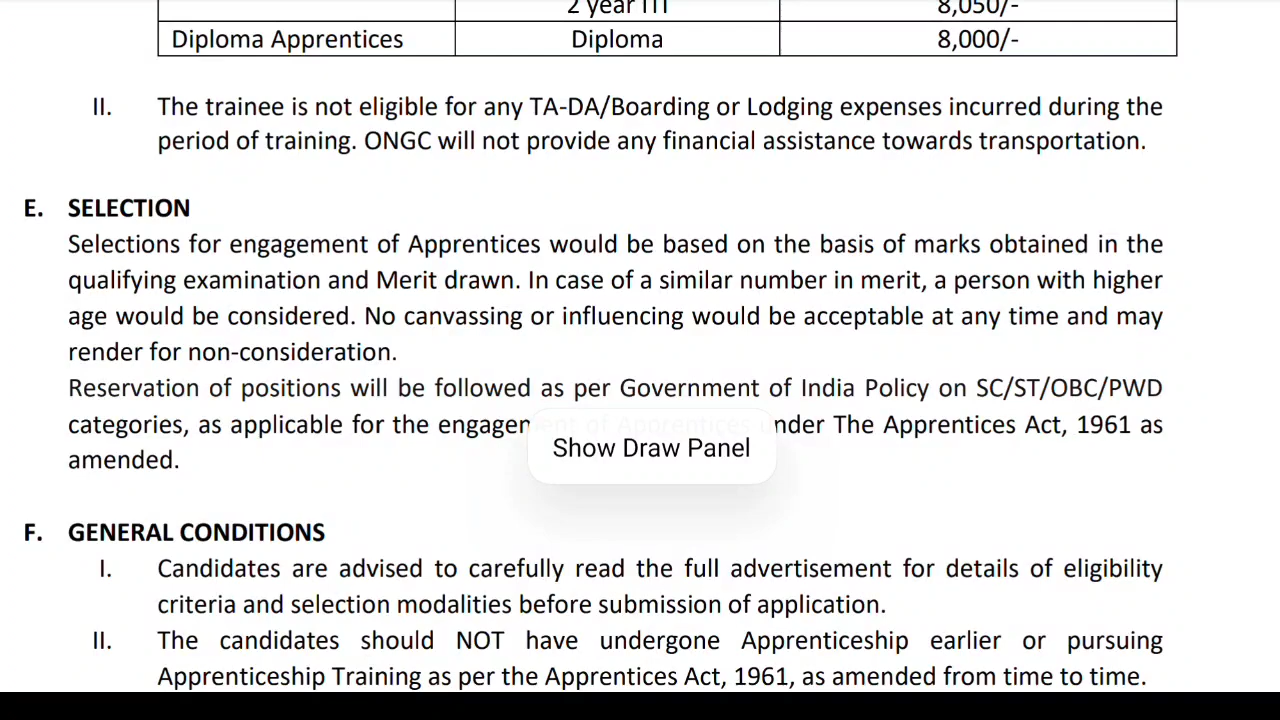 2 year ITI 8,050/-
Diploma Apprentices Diploma 8,000/-
II. The trainee is not eligible for any TA-DA/Boarding or Lodging expenses incurred during the
period of training. ONGC will not provide any financial assistance towards transportation.
E. SELECTION
Selections for engagement of Apprentices would be based on the basis of marks obtained in the
qualifying examination and Merit drawn. In case of a similar number in merit, a person with higher
age would be considered. No canvassing or influencing would be acceptable at any time and may
render for non-consideration.
Reservation of positions will be followed as per Government of India Policy on SC/ST/OBC/PWD
categories, as applicable for the engagem of Apprentices under The Apprentices Act, 1961 as
Show Draw Panel
amended.
F. GENERAL CONDITIONS
I. Candidates are advised to carefully read the full advertisement for details of eligibility
criteria and selection modalities before submission of application.
II. The candidates should NOT have undergone Apprenticeship earlier or pursuing
Apprenticeship Training as per the Apprentices Act, 1961, as amended from time to time.